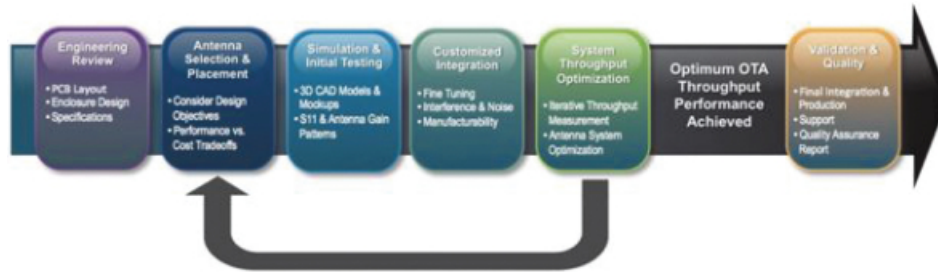 Engineering
Review
• PCB Layout
• Enclosure Design
• Specifications
Antenna
Selection &
Placement
• Consider Design
Objectives
• Performance vs.
Cost Tradeoffs
Simulation &
Initial Testing
• 3D CAD Models &
Mockups
• S11 & Antenna Gain
Patterns
Customized
Integration
• Fine Tuning
• Interference & Noise
• Manufacturability
System
Throughput
Optimization
• Iterative Throughput
Measurement
• Antenna System
Optimization
Optimum OTA
Throughput
Performance
Achieved
Validation &
Quality
• Final Integration &
Production
• Support
• Quality Assurance
Report